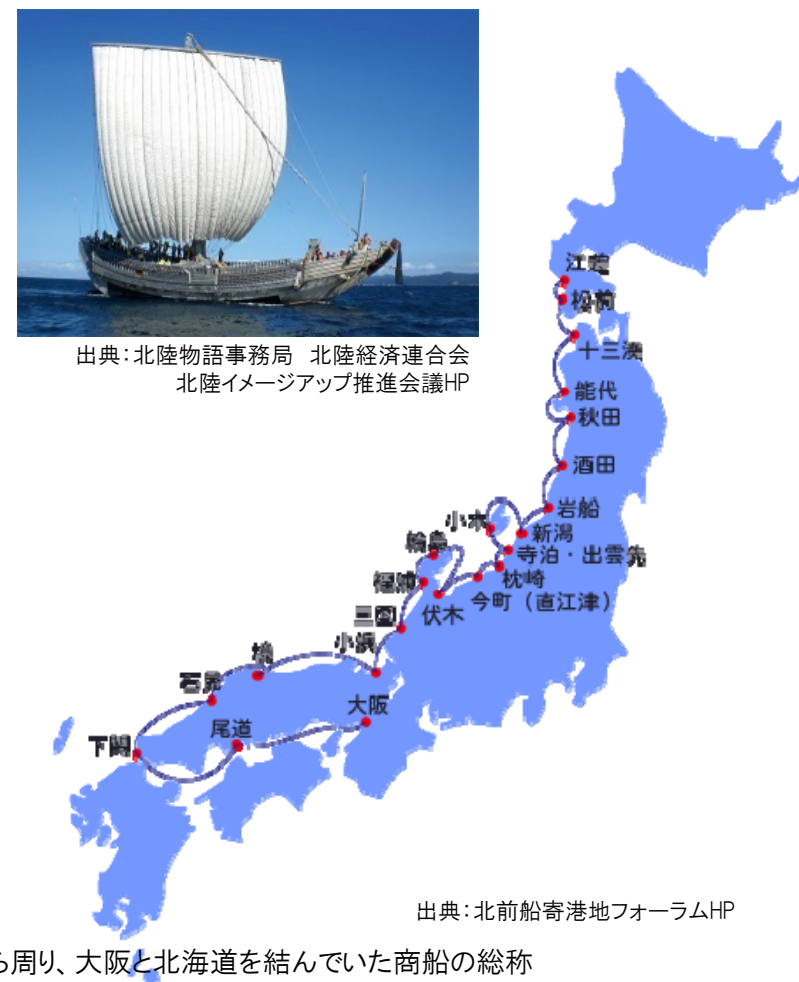 出典：北陸物語事務局　北陸経済連合会
北陸イメージアップ推進会議HP
江差
松前
十三湊
能代
秋田
酒田
岩船
小木
新潟
寺泊・出雲先
輪島
枕崎
福浦
今町（直江津）
伏木
三国
小浜
境
石見
大阪
尾道
下関
出典：北前船寄港地フォーラムHP
ら周り、大阪と北海道を結んでいた商船の総称